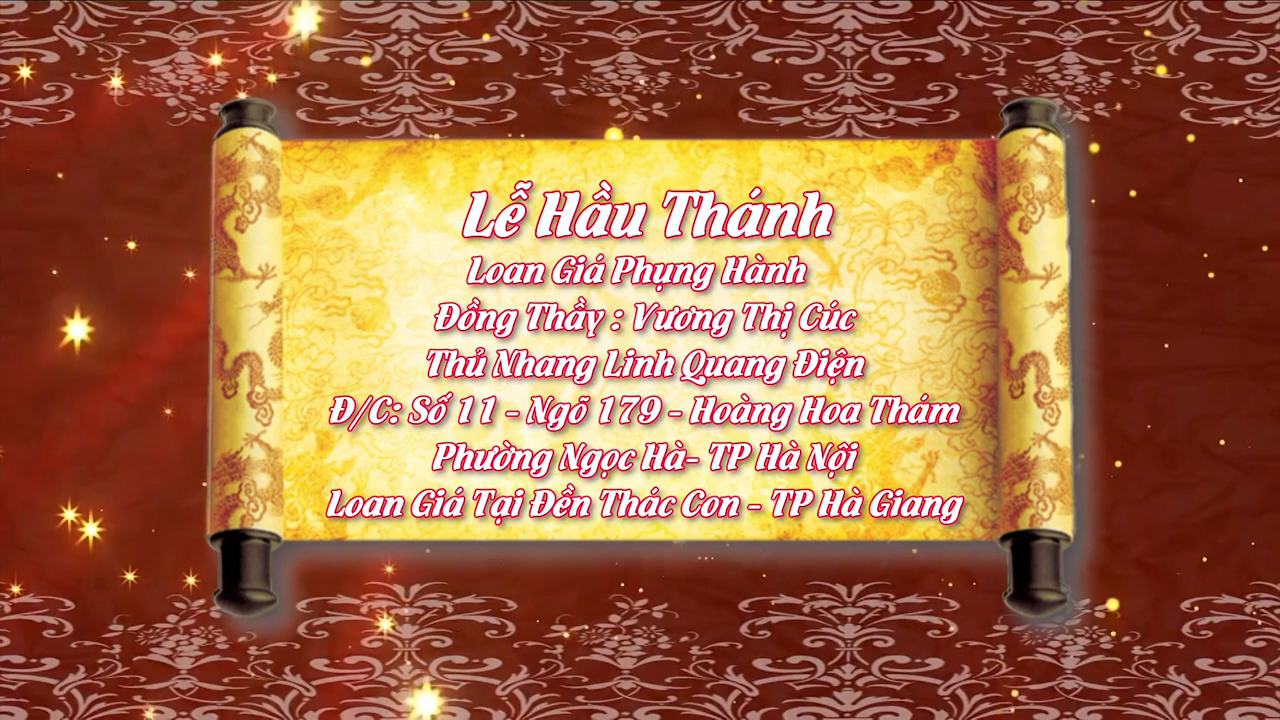 Lễ Hầu Thánh
Loan Giá Phụng Hành
Đồng Thầy : Vương Thị Cúc
Thủ Nhang Linh Quang Điện
Đ/C: Số 11 - Ngõ 179 - Hoàng Hoa Thám
Phường Ngọc Hà- TP Hà Nội
Loan Giá Tại Đền Thác Con - TP Hà Giang